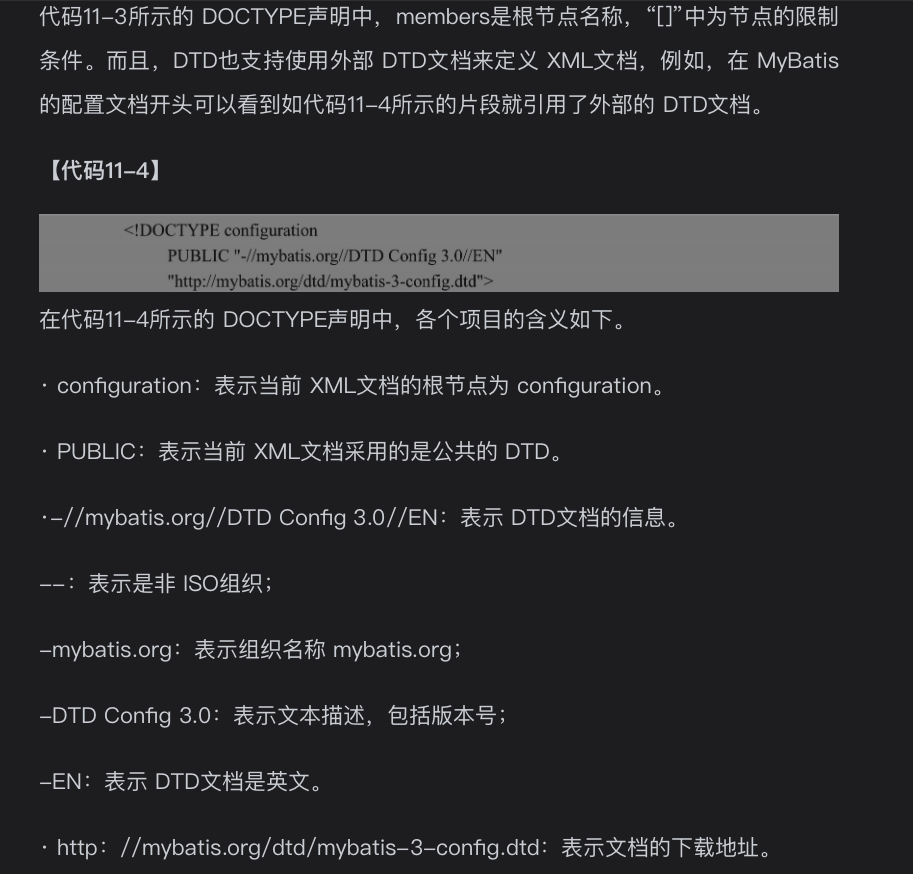 代码11-3所示的 DOCTYPE声明中，members是根节点名称，“[]”中为节点的限制
条件。而且，DTD也支持使用外部 DTD文档来定义 XML文档，例如，在 MyBatis
的配置文档开头可以看到如代码11-4所示的片段就引用了外部的 DTD文档。
【代码11-4】
<!DOCTYPE configuration
PUBLIC "-//mybatis.org//DTD Config 3.0//EN"
"http://mybatis.org/dtd/mybatis-3-config.dtd">
在代码11-4所示的 DOCTYPE声明中，各个项目的含义如下。
· configuration：表示当前 XML文档的根节点为 configuration。
· PUBLIC：表示当前 XML文档采用的是公共的 DTD。
·-//mybatis.org//DTD Config 3.0//EN：表示 DTD文档的信息。
--：表示是非 ISO组织；
-mybatis.org：表示组织名称 mybatis.org；
-DTD Config 3.0：表示文本描述，包括版本号；
-EN：表示 DTD文档是英文。
· http：//mybatis.org/dtd/mybatis-3-config.dtd：表示文档的下载地址。